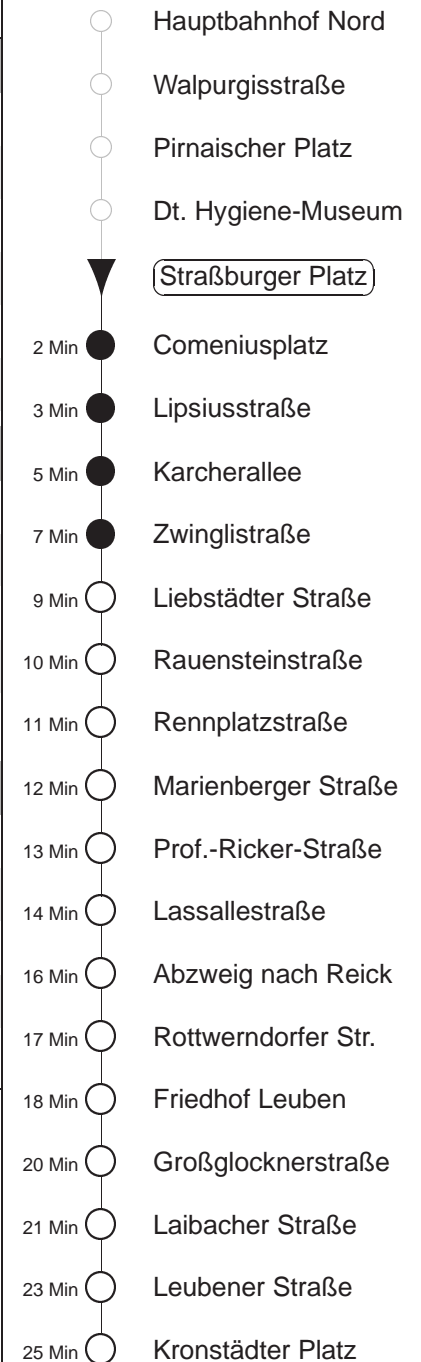 Hauptbahnhof Nord
Walpurgisstraße
Pirnaischer Platz
Dt. Hygiene-Museum
Straßburger Platz
2 Min Comeniusplatz
3 Min Lipsiusstraße
5 Min Karcherallee
7 Min Zwinglistraße
9 Min Liebstädter Straße
10 Min Rauensteinstraße
11 Min Rennplatzstraße
12 Min Marienberger Straße
13 Min Prof.-Ricker-Straße
14 Min Lassallestraße
16 Min Abzweig nach Reick
17 Min Rottwerndorfer Str.
18 Min Friedhof Leuben
20 Min Großglocknerstraße
21 Min Laibacher Straße
23 Min Leubener Straße
25 Min Kronstädter Platz